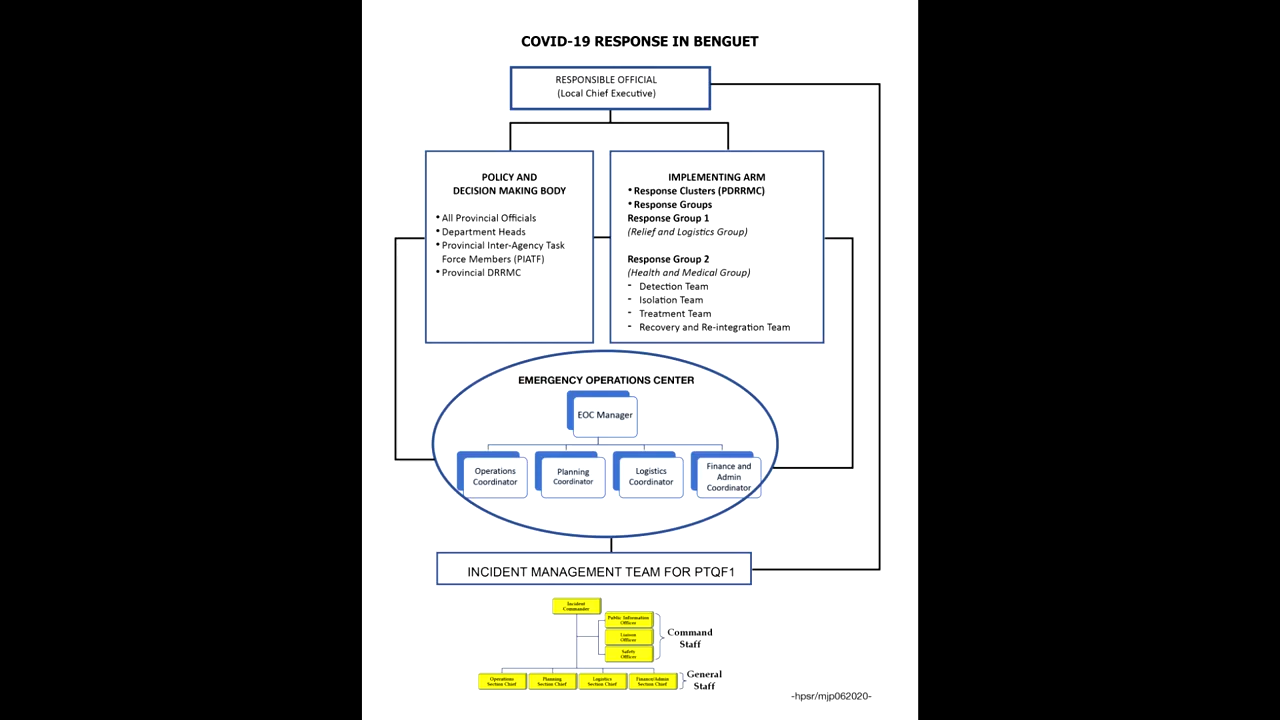 COVID-19 RESPONSE IN BENGUET
RESPONSIBLE OFFICIAL
(Local Chief Executive)
POLICY AND
DECISION MAKING BODY
• All Provincial Officials
• Department Heads
• Provincial Inter-Agency Task
Force Members (PIATF)
• Provincial DRRMC
IMPLEMENTING ARM
• Response Clusters (PDRRMC)
• Response Groups
Response Group 1
(Relief and Logistics Group)
Response Group 2
(Health and Medical Group)
- Detection Team
- Isolation Team
- Treatment Team
- Recovery and Re-integration Team
EMERGENCY OPERATIONS CENTER
EOC Manager
Operations
Coordinator
Planning
Coordinator
Logistics
Coordinator
Finance and
Admin
Coordinator
INCIDENT MANAGEMENT TEAM FOR PTQF1
Incident
Commander
Public Information
Officer
Liaison
Officer
Safety
Officer
Command
Staff
Operations
Section Chief
Planning
Section Chief
Logistics
Section Chief
Finance/Admin
Section Chief
General
Staff
-hpsr/mjp062020-